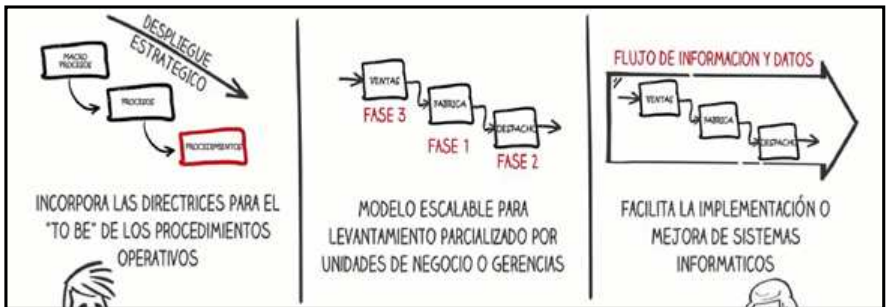 DESPLIEGUE
ESTRATEGICO
MACRO
PROCESOS
PROCESOS
PROCEDIMIENTOS
INCORPORA LAS DIRECTRICES PARA EL
"TO BE" DE LOS PROCEDIMIENTOS
OPERATIVOS
VENTAS
FASE 3
FABRICA
FASE 1
DESPACHO
FASE 2
MODELO ESCALABLE PARA
LEVANTAMIENTO PARCIALIZADO POR
UNIDADES DE NEGOCIO O GERENCIAS
FLUJO DE INFORMACION Y DATOS
VENTAS
FABRICA
DESPACHO
FACILITA LA IMPLEMENTACIÓN O
MEJORA DE SISTEMAS
INFORMATICOS